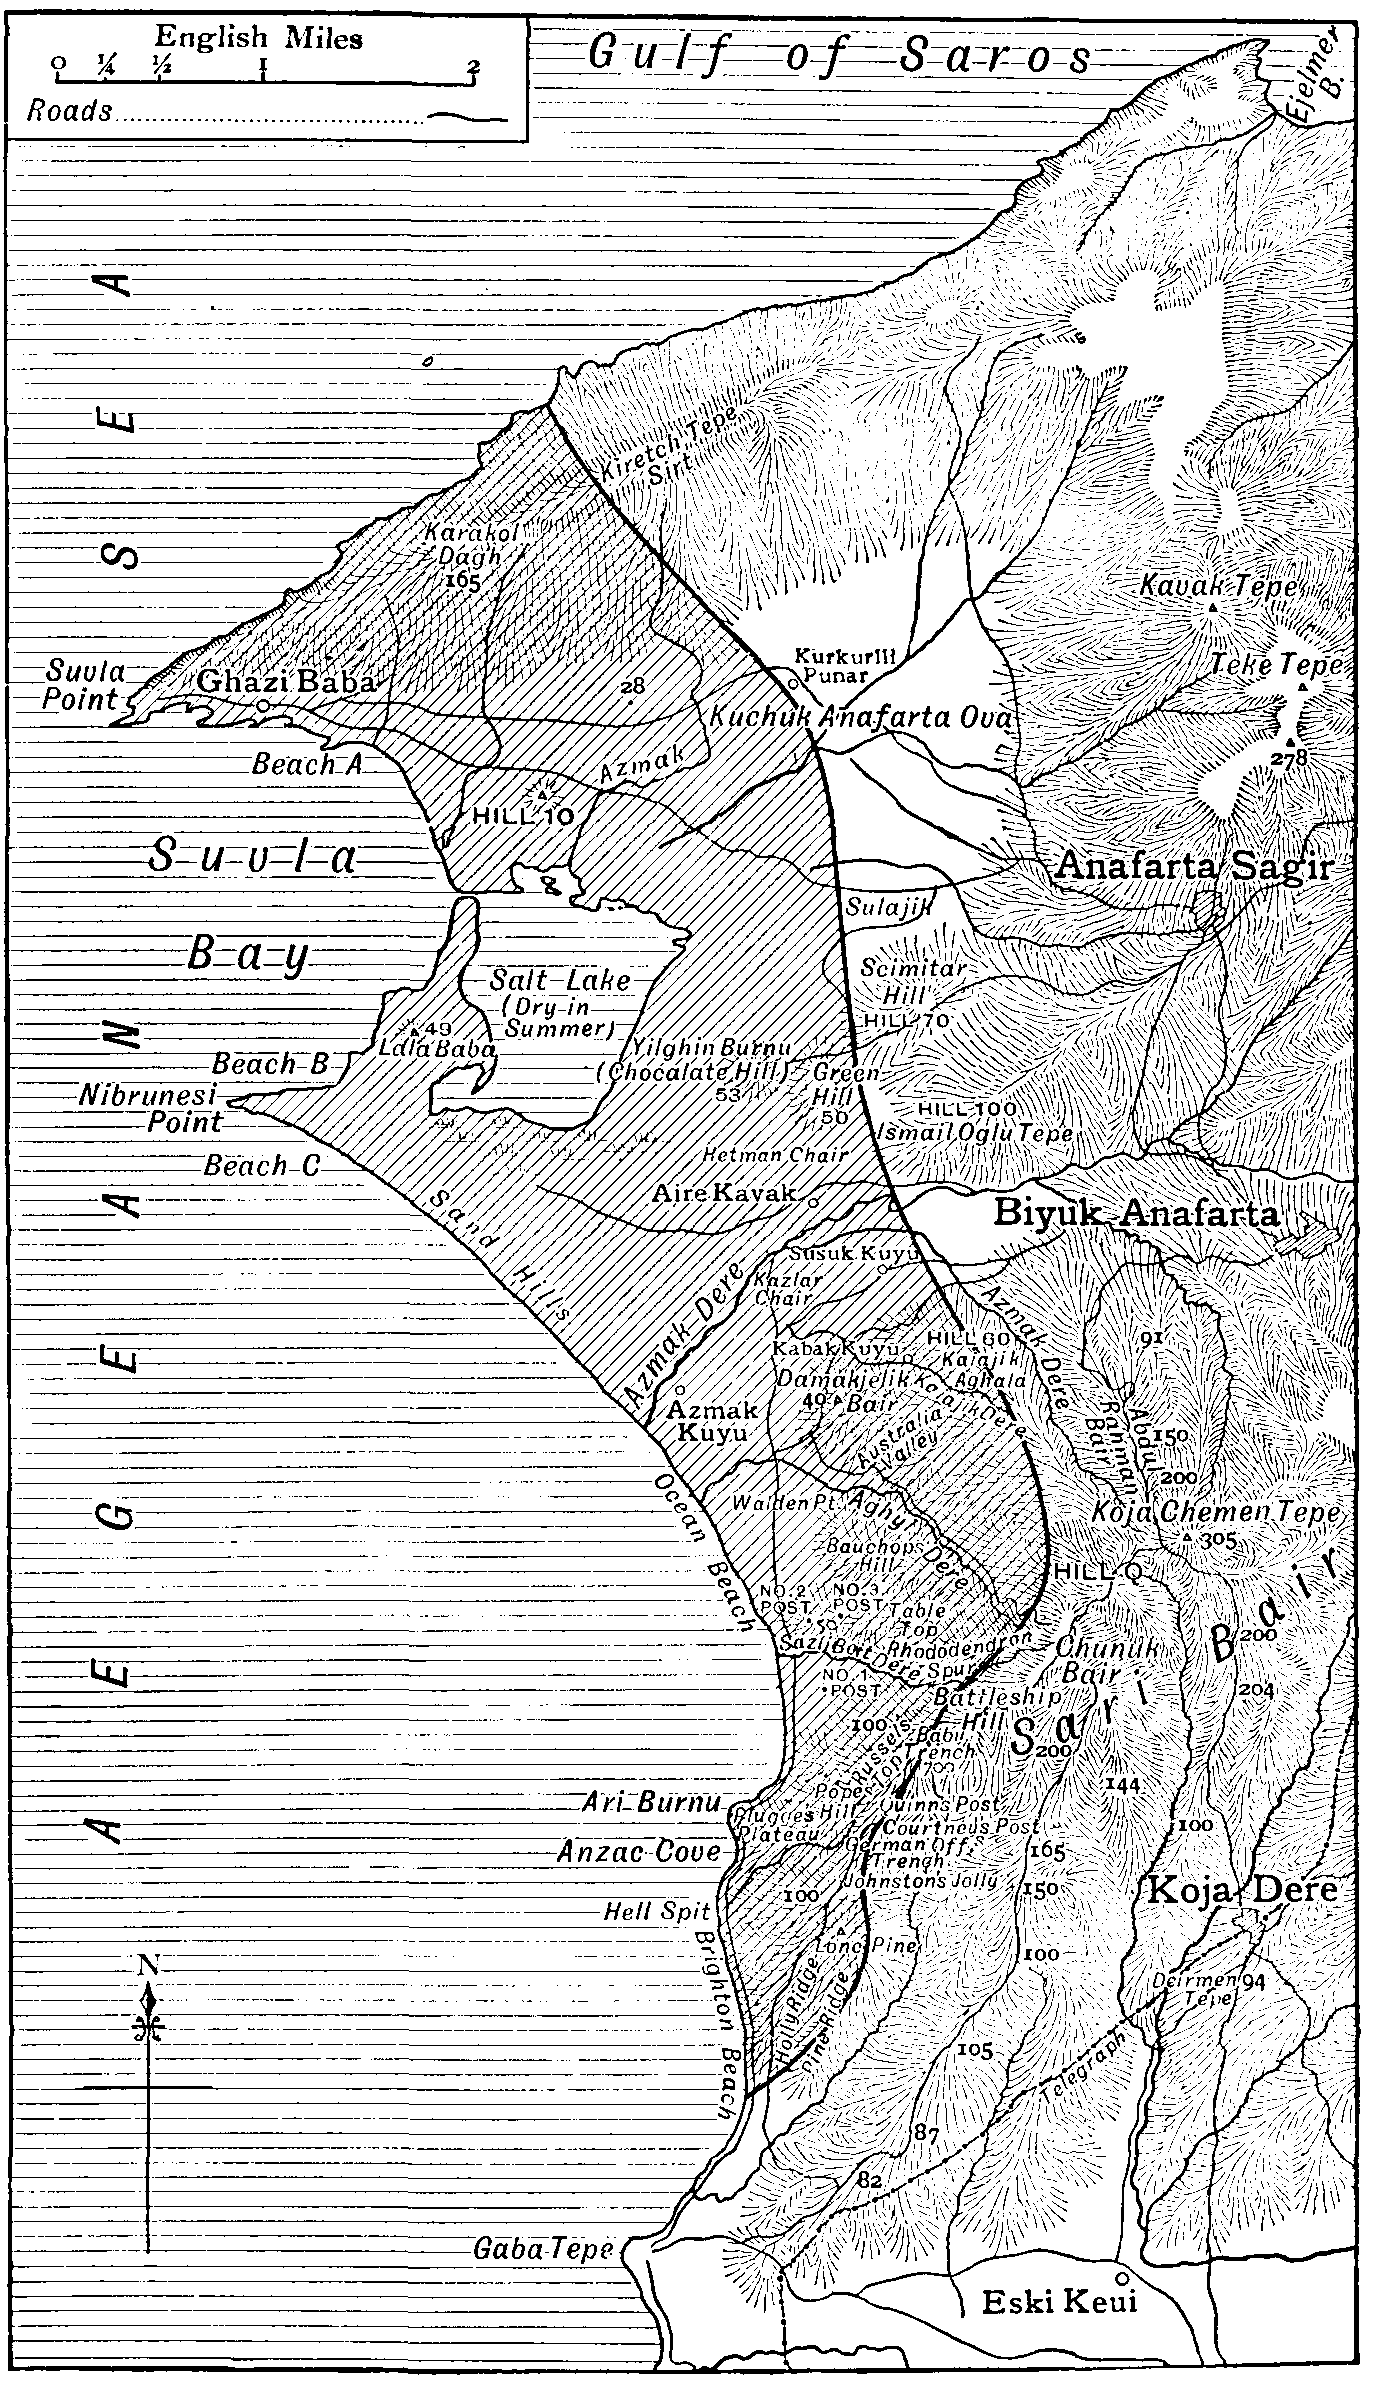 English Miles
0 ¼ ½ 1 2
Roads
Gulf of Saros
Ejelmer
B.
AEGEAN SEA
Kiretch Tepe
Sirt
Karakol
Dagh
165
Kavak Tepe
Teke Tepe
278
Suvla
Point
Ghazi Baba
28
Kurkurlll
Punar
Kuchuk Anafarta Ova
Beach A
Azmak
HILL 10
Suvla
Bay
Anafarta Sagir
Sulajik
Salt Lake
(Dry in
Summer)
Scimitar
Hill
HILL 70
49
Lala Baba
Beach B
Nibrunesi
Point
Yilghin Burnu
(Chocalate Hill)
53
Green
Hill
50
HILL 100
Ismail Oglu Tepe
Beach C
Hetman Chair
Aire Kavak
Sand Hills
Biyuk Anafarta
Susuk Kuyu
Kazlar
Chair
Azmak Dere
Azmak Dere
HILL 60
Kabak Kuyu
Kaiajik
Aghala
91
Damakjelik
49 Bair
Kaiajik Dere
Azmak
Kuyu
Australia
Valley
Abdul
Rahman
Bair
150
200
Ocean Beach
Walden Pt.
Aghyl Dere
Koja Chemen Tepe
305
Bauchops
Hill
HILL Q
NO. 2
POST
NO. 3
POST
50
Table
Top
Sazli Beit Dere
Rhododendron
Spur
Chunuk
Bair
Sari Bair
200
NO. 1
POST
Battleship
Hill
204
100
Russel's Top
Baby
Trench
700
200
144
Popes Hill
Ari Burnu
Plugges
Plateau
Quinns Post
Courtneys Post
100
Anzac Cove
German Off.s
Trench
165
Johnstons Jolly
150
Koja Dere
100
Hell Spit
Lone Pine
100
Brighton Beach
Holly Ridge
Pine Ridge
Deirmen
Tepe
94
N
105
Telegraph
87
82
Gaba Tepe
Eski Keui